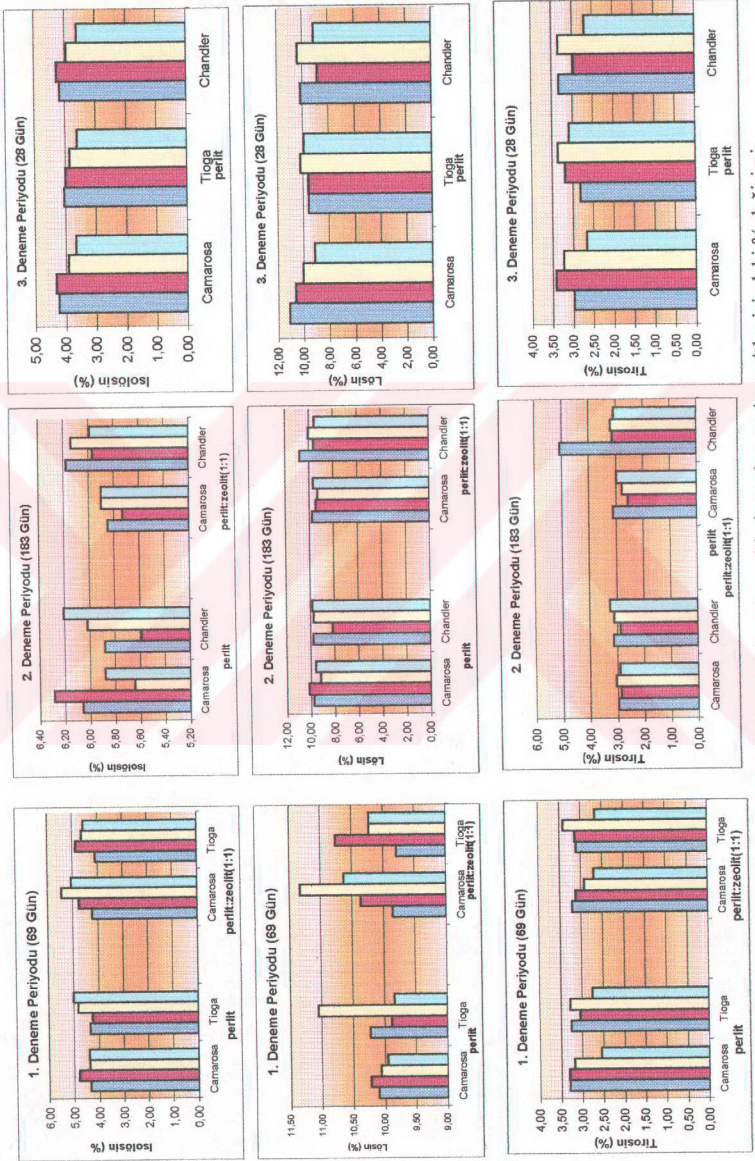 1. Deneme Periyodu (69 Gün)
Isolösin (%)
6,00
5,00
4,00
3,00
2,00
1,00
0,00
Camarosa Tioga Camarosa Tioga
perlit perlit:zeolit(1:1)
2. Deneme Periyodu (183 Gün)
Isolösin (%)
6,40
6,20
6,00
5,80
5,60
5,40
5,20
Camarosa Chandler Camarosa Chandler
perlit perlit:zeolit(1:1)
3. Deneme Periyodu (28 Gün)
Isolösin (%)
5,00
4,00
3,00
2,00
1,00
0,00
Camarosa Tioga Chandler
perlit
1. Deneme Periyodu (69 Gün)
Lösin (%)
11,50
11,00
10,50
10,00
9,50
9,00
Camarosa Tioga Camarosa Tioga
perlit perlit:zeolit(1:1)
2. Deneme Periyodu (183 Gün)
Lösin (%)
12,00
10,00
8,00
6,00
4,00
2,00
0,00
Camarosa Chandler Camarosa Chandler
perlit perlit:zeolit(1:1)
3. Deneme Periyodu (28 Gün)
Lösin (%)
12,00
10,00
8,00
6,00
4,00
2,00
0,00
Camarosa Tioga Chandler
perlit
1. Deneme Periyodu (69 Gün)
Tirosin (%)
4,00
3,50
3,00
2,50
2,00
1,50
1,00
0,50
0,00
Camarosa Tioga Camarosa Tioga
perlit perlit:zeolit(1:1)
2. Deneme Periyodu (183 Gün)
Tirosin (%)
6,00
5,00
4,00
3,00
2,00
1,00
0,00
Camarosa Chandler Camarosa Chandler
perlit
perlit:zeolit(1:1)
3. Deneme Periyodu (28 Gün)
Tirosin (%)
4,00
3,50
3,00
2,50
2,00
1,50
1,00
0,50
0,00
Camarosa Tioga Chandler
perlit